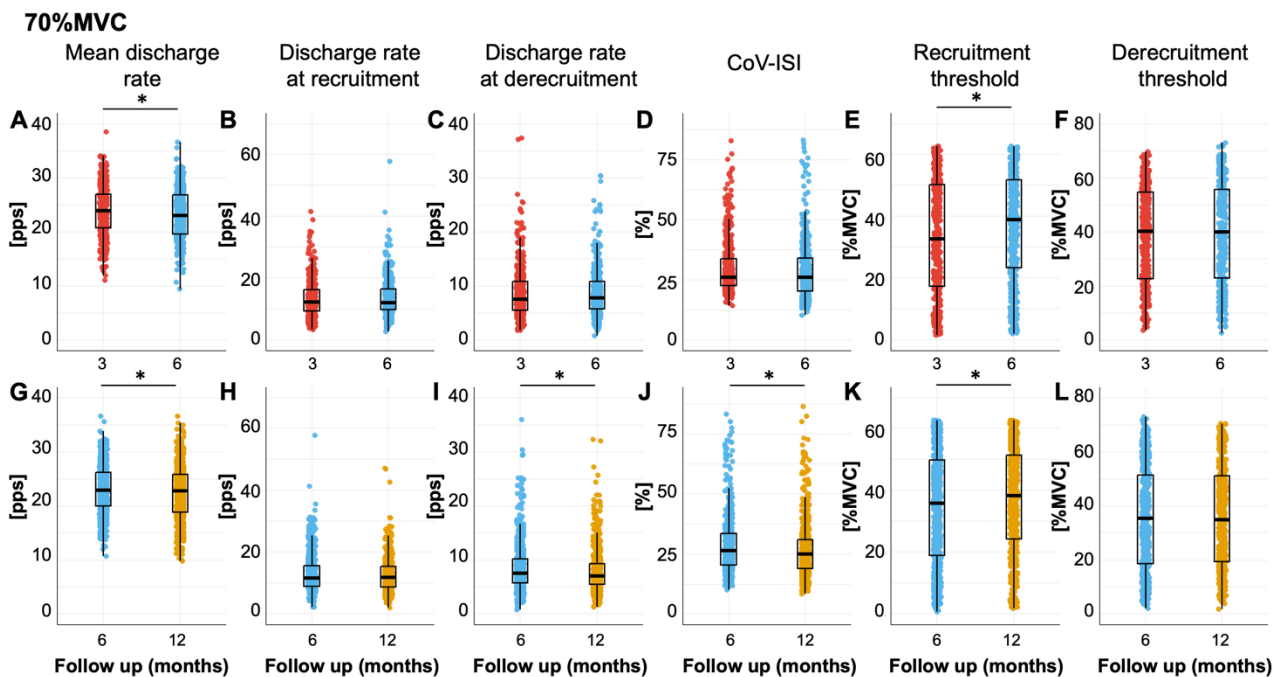 70%MVC
Mean discharge rate
Discharge rate at recruitment
Discharge rate at derecruitment
CoV-ISI
Recruitment threshold
Derecruitment threshold
* *
A B C D E F
40 30 20 10 0 [pps]
60 40 20 0 [pps]
40 30 20 10 0 [pps]
75 50 25 0 [%]
60 40 20 0 [%MVC]
80 60 40 20 0 [%MVC]
3 6 3 6 3 6 3 6 3 6 3 6
* * * *
G H I J K L
40 30 20 10 0 [pps]
60 40 20 0 [pps]
40 30 20 10 0 [pps]
75 50 25 0 [%]
60 40 20 0 [%MVC]
80 60 40 20 0 [%MVC]
6 12 6 12 6 12 6 12 6 12 6 12
Follow up (months) Follow up (months) Follow up (months) Follow up (months) Follow up (months) Follow up (months)